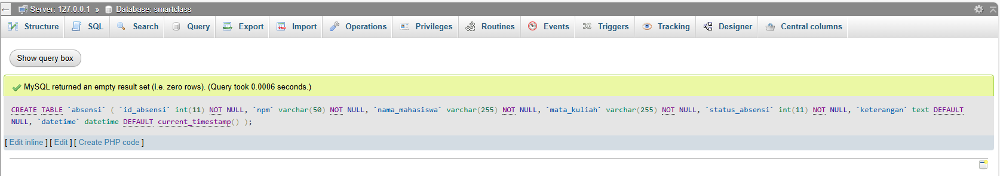 ← Server: 127.0.0.1 » Database: smartclass
Structure SQL Search Query Export Import Operations Privileges Routines Events Triggers Tracking Designer Central columns
Show query box
MySQL returned an empty result set (i.e. zero rows). (Query took 0.0006 seconds.)
CREATE TABLE `absensi` ( `id_absensi` int(11) NOT NULL, `npm` varchar(50) NOT NULL, `nama_mahasiswa` varchar(255) NOT NULL, `mata_kuliah` varchar(255) NOT NULL, `status_absensi` int(11) NOT NULL, `keterangan` text DEFAULT
NULL, `datetime` datetime DEFAULT current_timestamp() );
[ Edit inline ] [ Edit ] [ Create PHP code ]